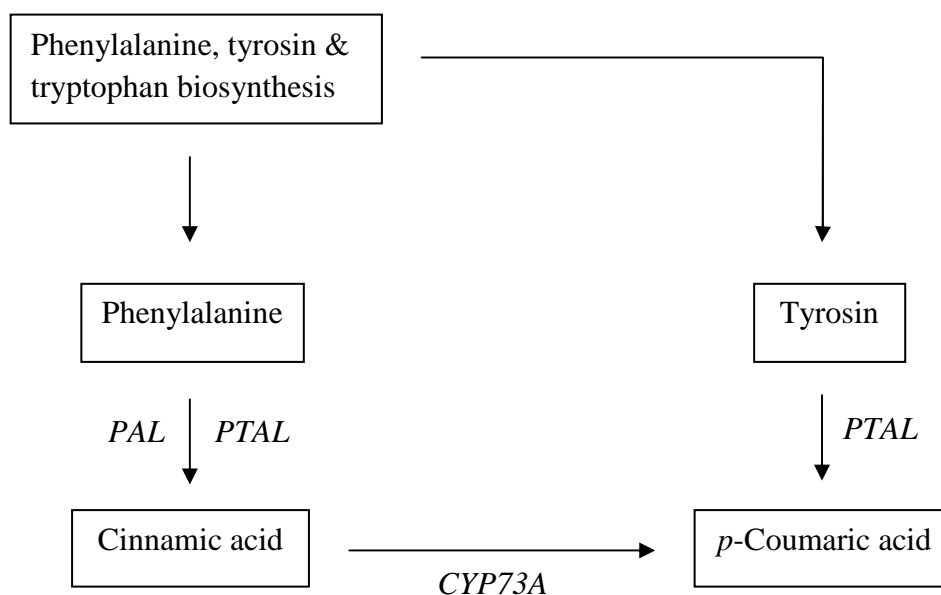 Phenylalanine, tyrosin &
tryptophan biosynthesis
Phenylalanine
Tyrosin
PAL
PTAL
PTAL
Cinnamic acid
p-Coumaric acid
CYP73A